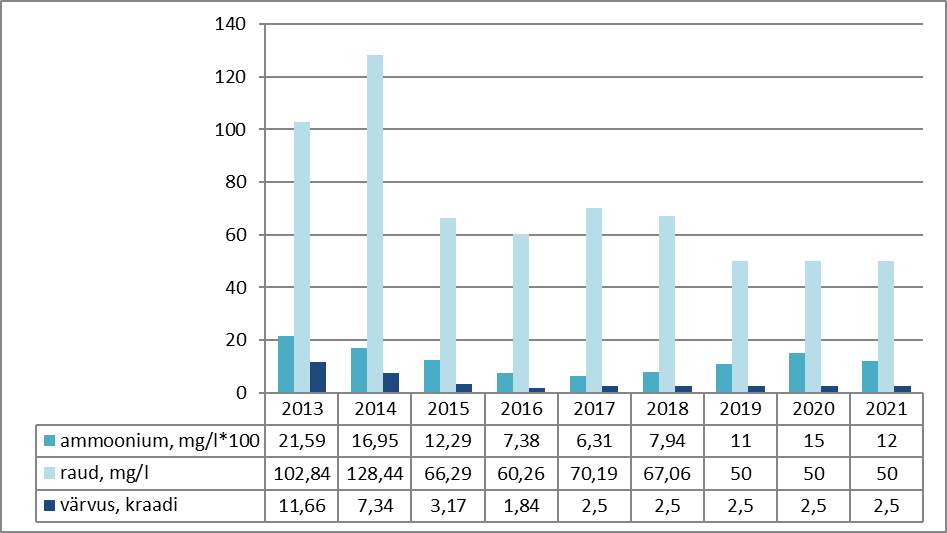 140
120
100
80
60
40
20
0
2013 2014 2015 2016 2017 2018 2019 2020 2021
ammoonium, mg/l*100 21,59 16,95 12,29 7,38 6,31 7,94 11 15 12
raud, mg/l 102,84 128,44 66,29 60,26 70,19 67,06 50 50 50
värvus, kraadi 11,66 7,34 3,17 1,84 2,5 2,5 2,5 2,5 2,5